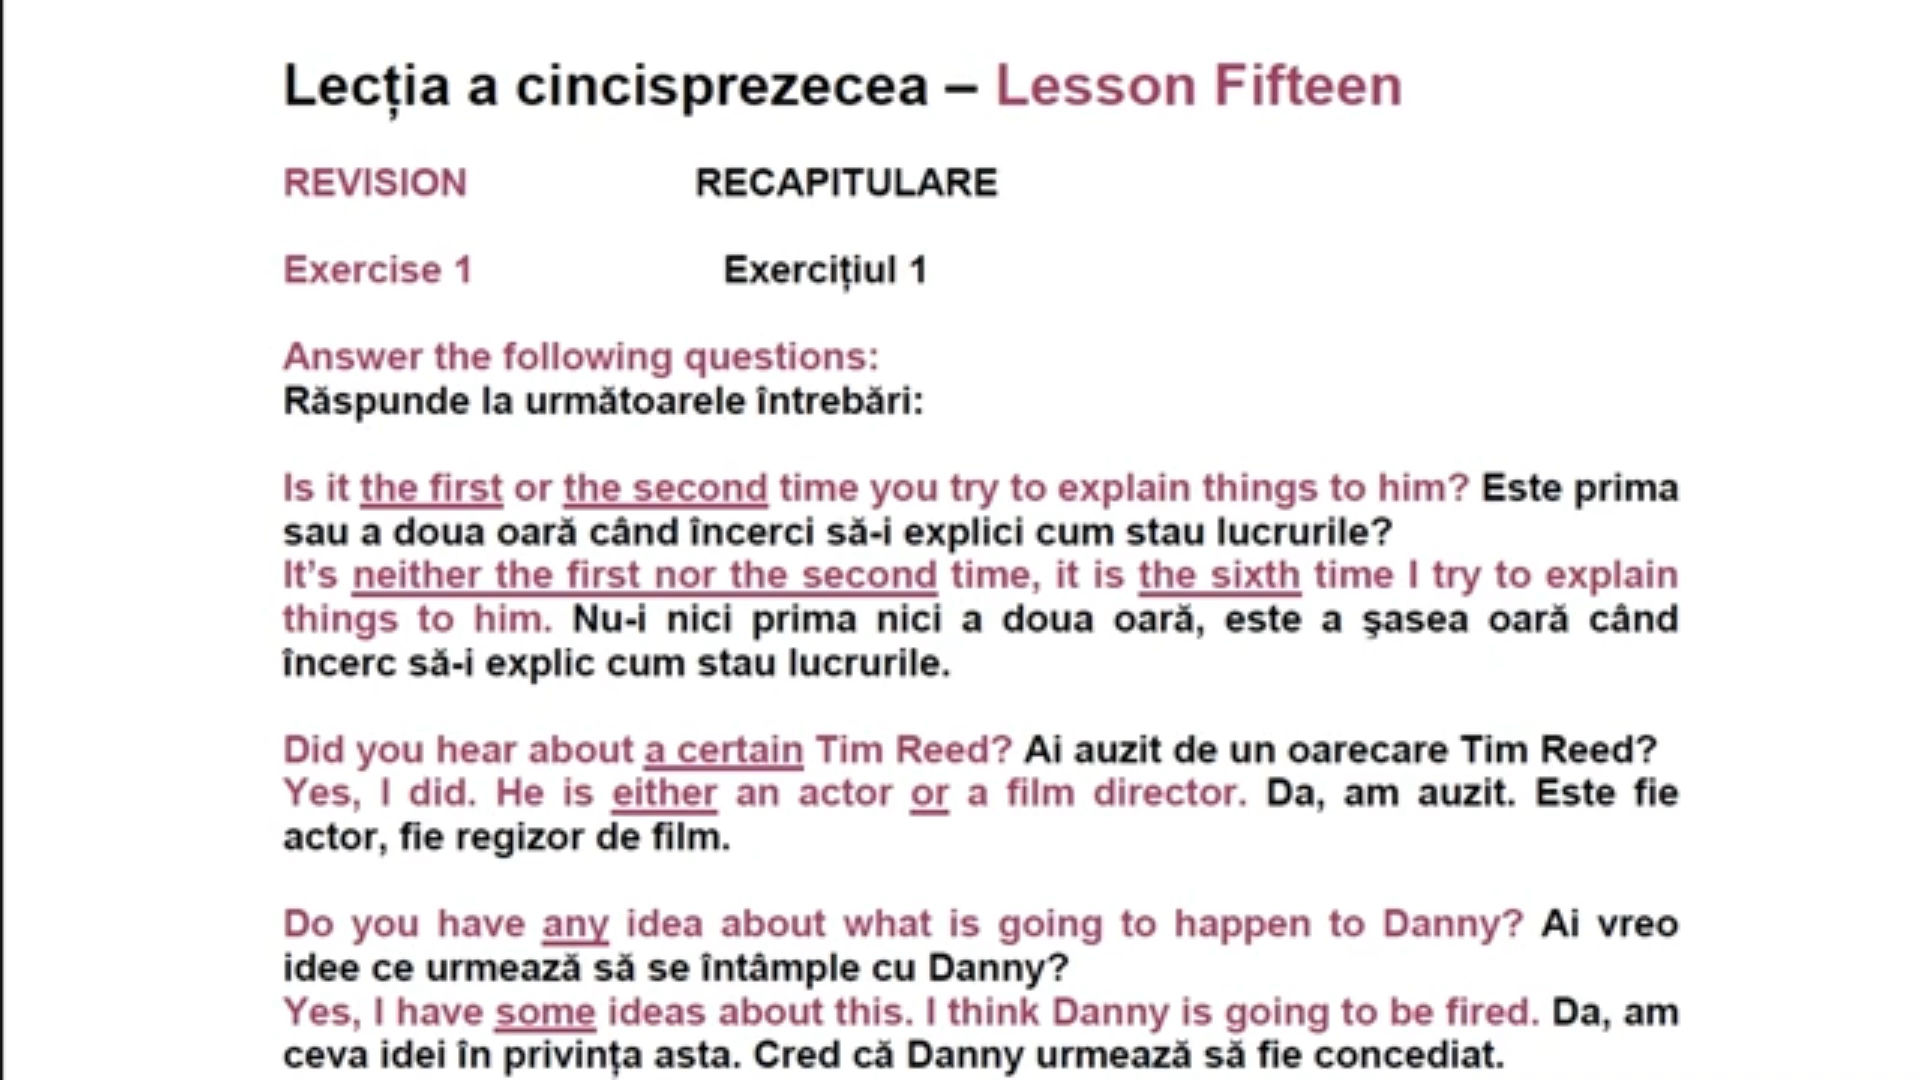 Lecția a cincisprezecea – Lesson Fifteen
REVISION RECAPITULARE
Exercise 1 Exercițiul 1
Answer the following questions:
Răspunde la următoarele întrebări:
Is it the first or the second time you try to explain things to him? Este prima
sau a doua oară când încerci să-i explici cum stau lucrurile?
It’s neither the first nor the second time, it is the sixth time I try to explain
things to him. Nu-i nici prima nici a doua oară, este a şasea oară când
încerc să-i explic cum stau lucrurile.
Did you hear about a certain Tim Reed? Ai auzit de un oarecare Tim Reed?
Yes, I did. He is either an actor or a film director. Da, am auzit. Este fie
actor, fie regizor de film.
Do you have any idea about what is going to happen to Danny? Ai vreo
idee ce urmează să se întâmple cu Danny?
Yes, I have some ideas about this. I think Danny is going to be fired. Da, am
ceva idei în privința asta. Cred că Danny urmează să fie concediat.